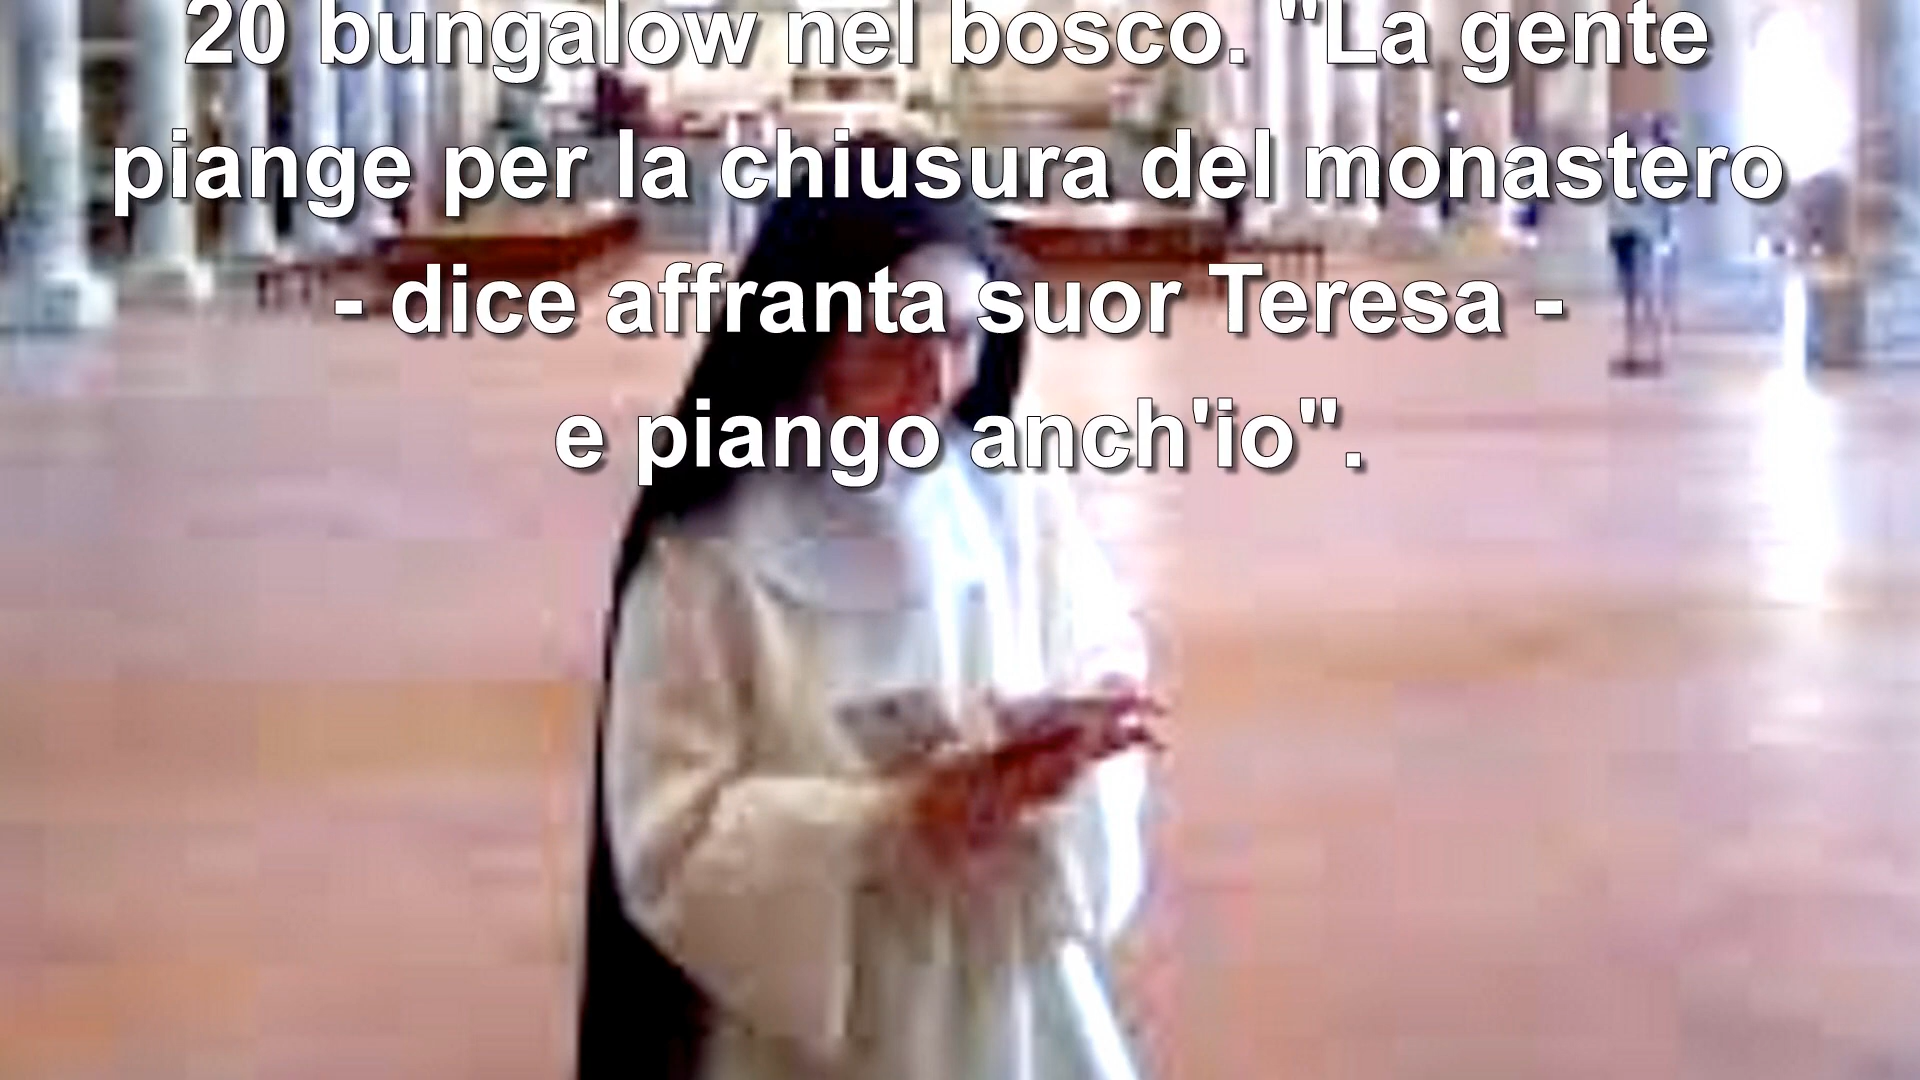 20 bungalow nel bosco. "La gente
piange per la chiusura del monastero
- dice affranta suor Teresa -
e piango anch'io".